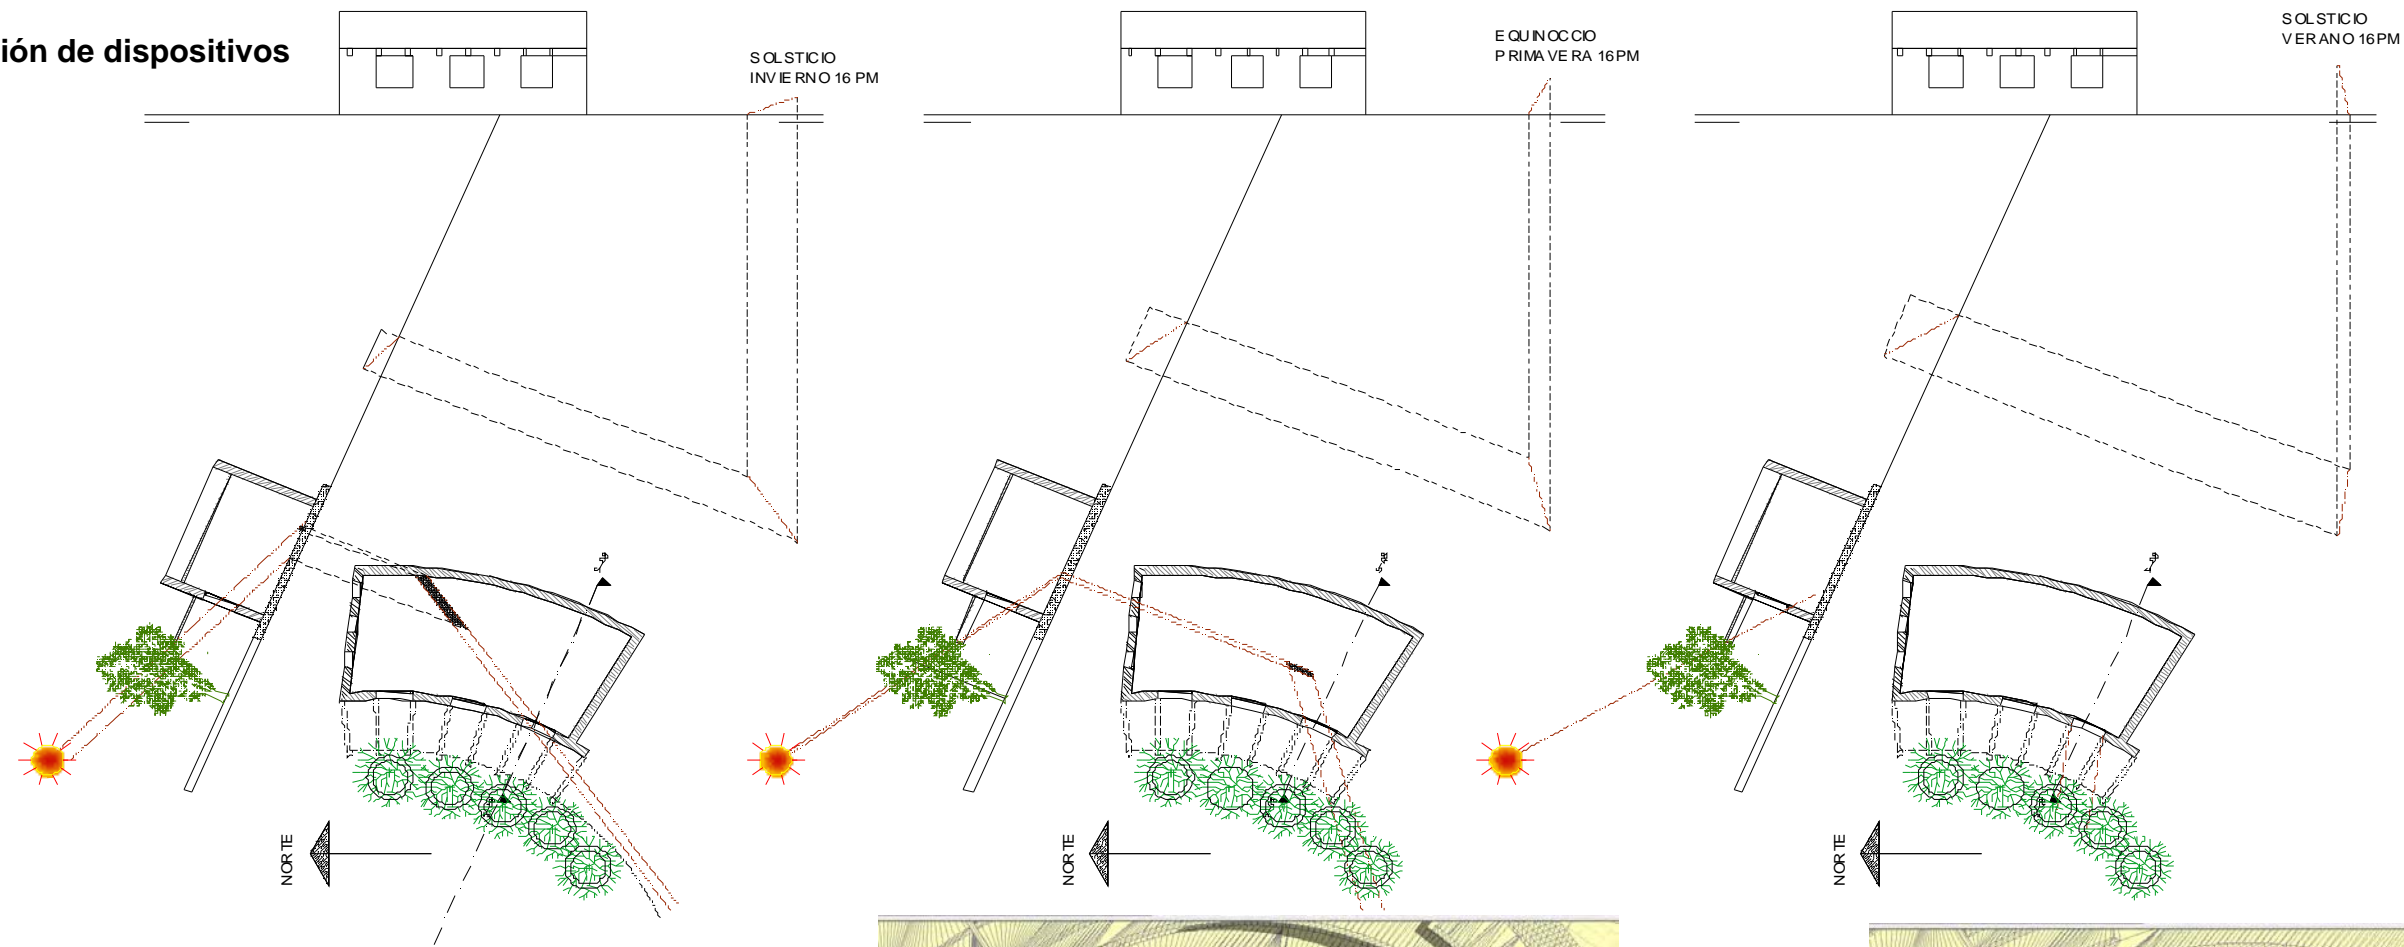 ión de dispositivos
SOLSTICIO
INVIERNO 16 PM
EQUINOCCIO
PRIMAVERA 16PM
SOLSTICIO
VERANO 16PM
NORTE
NORTE
NORTE